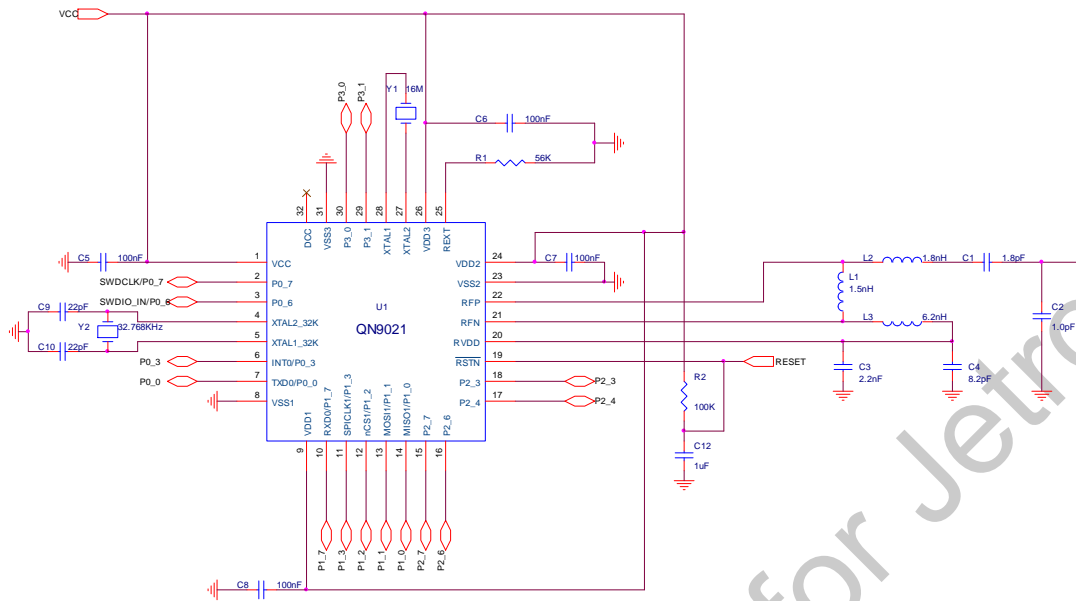 VCC
P3_0
P3_1
Y1 16M
C6 100nF
R1 56K
32
31
30
29
28
27
26
25
DCC
VSS3
P3_0
P3_1
XTAL1
XTAL2
VDD3
REXT
C5 100nF
1 VCC
SWDCLK/P0_7 2 P0_7
SWDIO_IN/P0_6 3 P0_6
C9 22pF
4 XTAL2_32K
Y2 32.768KHz
C10 22pF
5 XTAL1_32K
P0_3 6 INT0/P0_3
P0_0 7 TXD0/P0_0
8 VSS1
U1
QN9021
VDD2 24
C7 100nF
VSS2 23
RFP 22
RFN 21
RVDD 20
RSTN 19
RESET
P2_3 18 P2_3
P2_4 17 P2_4
L2 1.8nH
C1 1.8pF
L1
1.5nH
L3 6.2nH
C2
1.0pF
C3
2.2nF
C4
8.2pF
R2
100K
C12
1uF
VDD1
RXD0/P1_7
SPICLK1/P1_3
nCS1/P1_2
MOSI1/P1_1
MISO1/P1_0
P2_7
P2_6
9
10
11
12
13
14
15
16
P1_7
P1_3
P1_2
P1_1
P1_0
P2_7
P2_6
C8 100nF
for Jetro